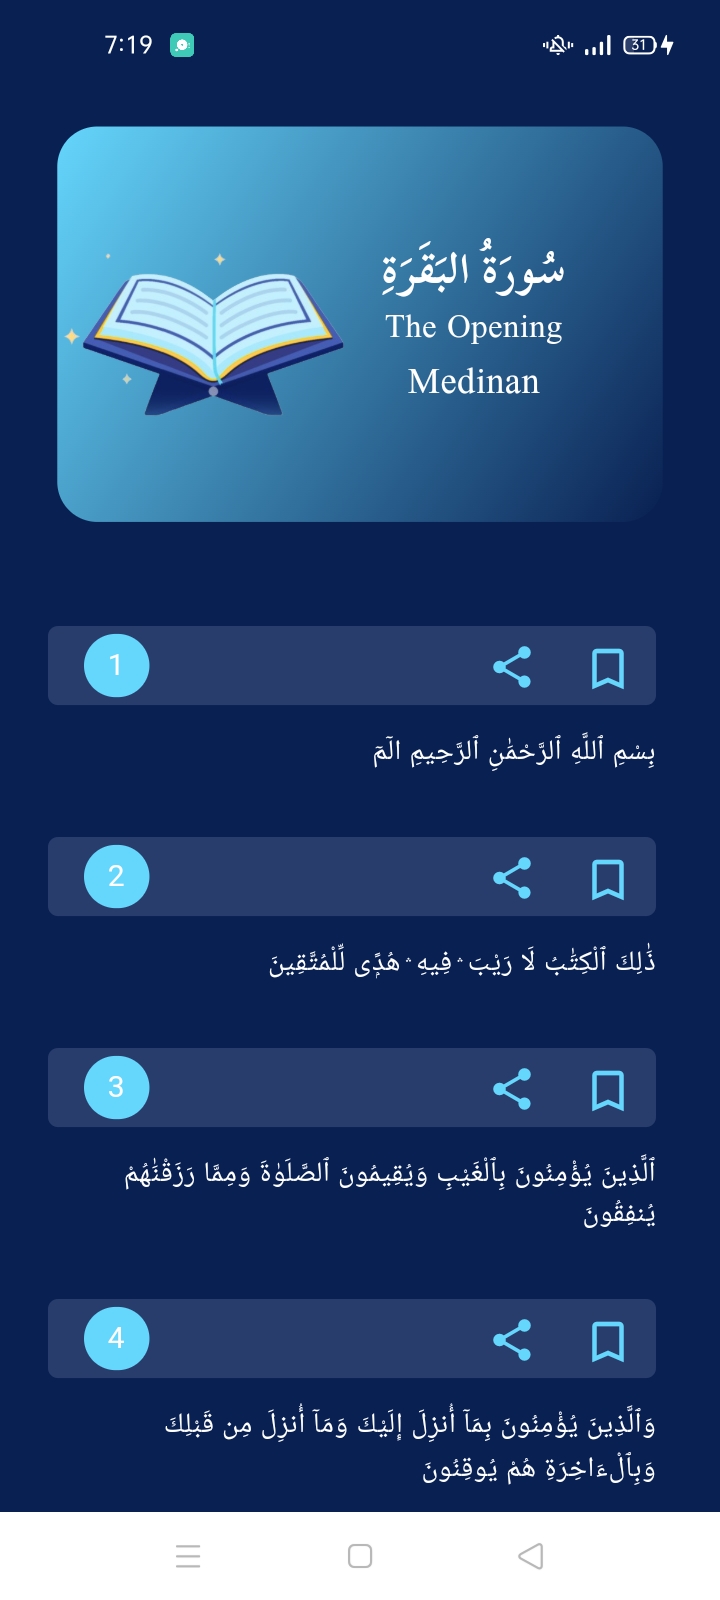 7:19
31
سُورَةُ البَقَرَةِ
The Opening
Medinan
1
بِسْمِ ٱللَّهِ ٱلرَّحْمَٰنِ ٱلرَّحِيمِ الٓمٓ
2
ذَٰلِكَ ٱلْكِتَٰبُ لَا رَيْبَ ۛ فِيهِ ۛ هُدًۭى لِّلْمُتَّقِينَ
3
ٱلَّذِينَ يُؤْمِنُونَ بِٱلْغَيْبِ وَيُقِيمُونَ ٱلصَّلَوٰةَ وَمِمَّا رَزَقْنَٰهُمْ
يُنفِقُونَ
4
وَٱلَّذِينَ يُؤْمِنُونَ بِمَآ أُنزِلَ إِلَيْكَ وَمَآ أُنزِلَ مِن قَبْلِكَ
وَبِٱلْءَاخِرَةِ هُمْ يُوقِنُونَ